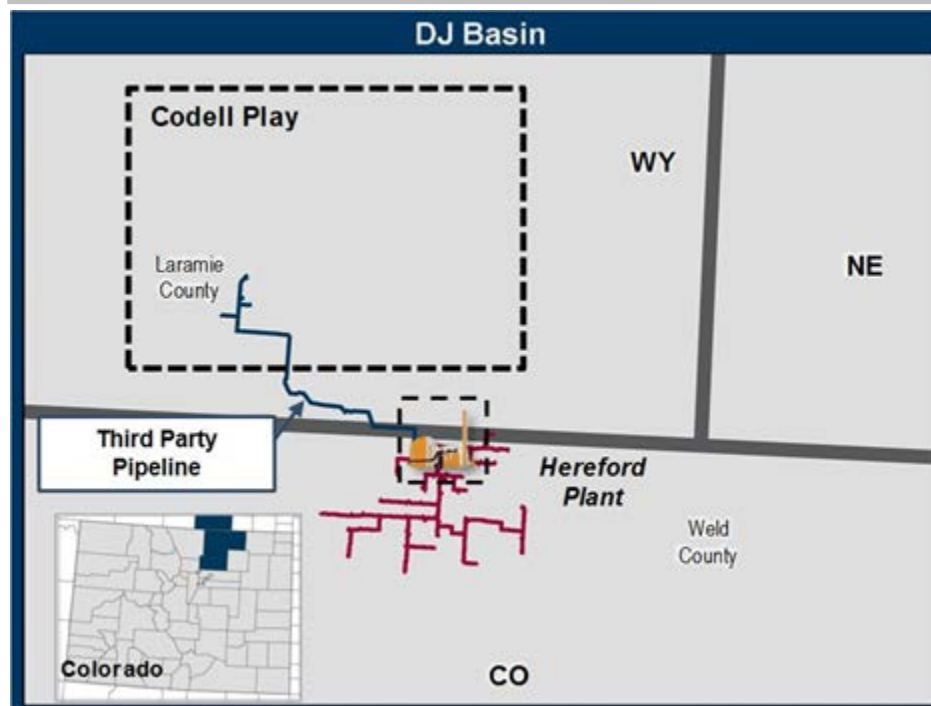 DJ Basin
Codell Play
WY
NE
Laramie
County
Third Party
Pipeline
Hereford
Plant
Weld
County
Colorado
CO